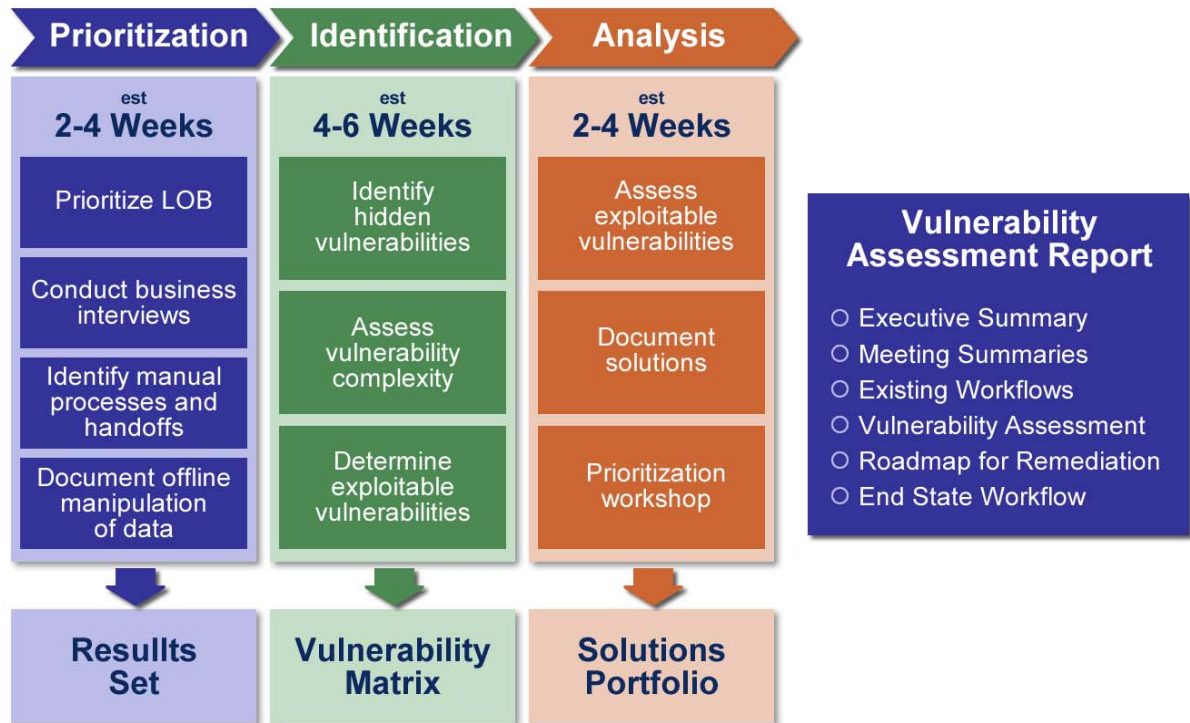 Prioritization
est
2-4 Weeks
Prioritize LOB
Conduct business
interviews
Identify manual
processes and
handoffs
Document offline
manipulation
of data
Resullts
Set
Identification
est
4-6 Weeks
Identify
hidden
vulnerabilities
Assess
vulnerability
complexity
Determine
exploitable
vulnerabilities
Vulnerability
Matrix
Analysis
est
2-4 Weeks
Assess
exploitable
vulnerabilities
Document
solutions
Prioritization
workshop
Solutions
Portfolio
Vulnerability
Assessment Report
Executive Summary
Meeting Summaries
Existing Workflows
Vulnerability Assessment
Roadmap for Remediation
End State Workflow